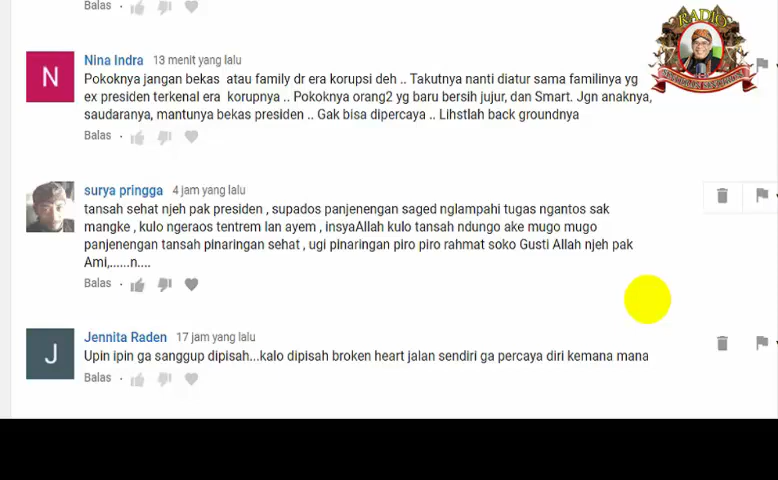 Balas
RADIO
Nina Indra 13 menit yang lalu
Pokoknya jangan bekas atau family dr era korupsi deh .. Takutnya nanti diatur sama familinya yg
ex presiden terkenal era korupnya .. Pokoknya orang2 yg baru bersih jujur, dan Smart. Jgn anaknya,
saudaranya, mantunya bekas presiden .. Gak bisa dipercaya .. Lihstlah back groundnya
Balas
surya pringga 4 jam yang lalu
tansah sehat njeh pak presiden , supados panjenengan saged nglampahi tugas ngantos sak
mangke , kulo ngeraos tentrem lan ayem , insyaAllah kulo tansah ndungo ake mugo mugo
panjenengan tansah pinaringan sehat , ugi pinaringan piro piro rahmat soko Gusti Allah njeh pak
Ami,......n....
Balas
Jennita Raden 17 jam yang lalu
Upin ipin ga sanggup dipisah...kalo dipisah broken heart jalan sendiri ga percaya diri kemana mana
Balas